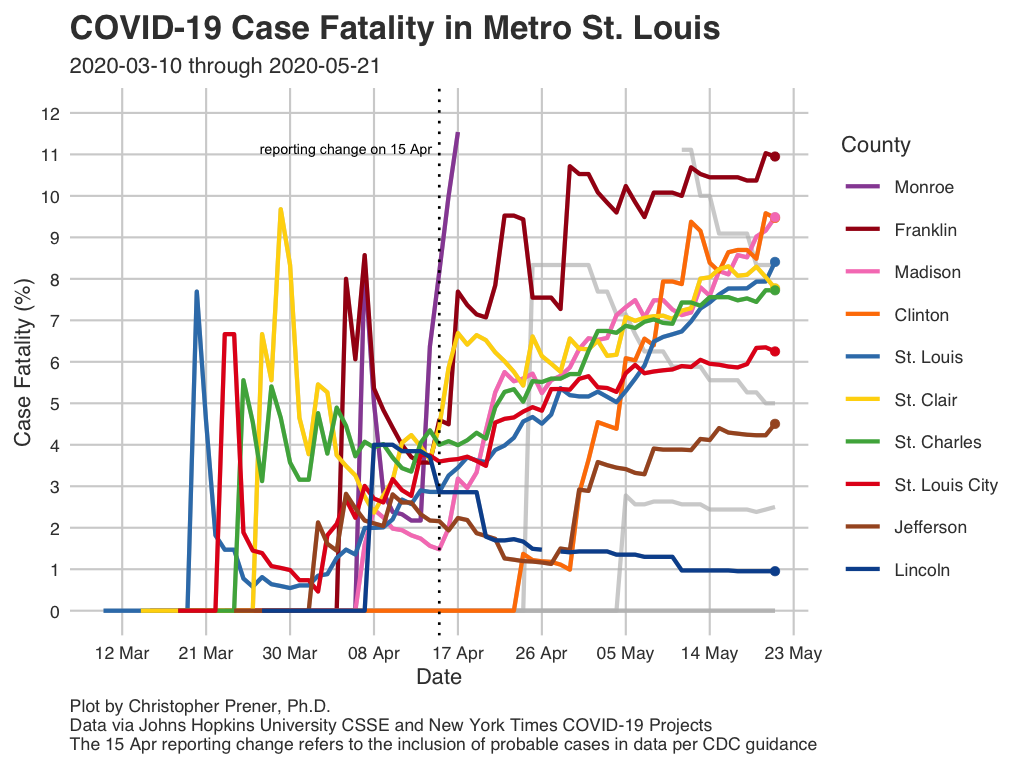 COVID-19 Case Fatality in Metro St. Louis
2020-03-10 through 2020-05-21
Case Fatality (%)
12
11
10
9
8
7
6
5
4
3
2
1
0
reporting change on 15 Apr
12 Mar 21 Mar 30 Mar 08 Apr 17 Apr 26 Apr 05 May 14 May 23 May
Date
County
Monroe
Franklin
Madison
Clinton
St. Louis
St. Clair
St. Charles
St. Louis City
Jefferson
Lincoln
Plot by Christopher Prener, Ph.D.
Data via Johns Hopkins University CSSE and New York Times COVID-19 Projects
The 15 Apr reporting change refers to the inclusion of probable cases in data per CDC guidance